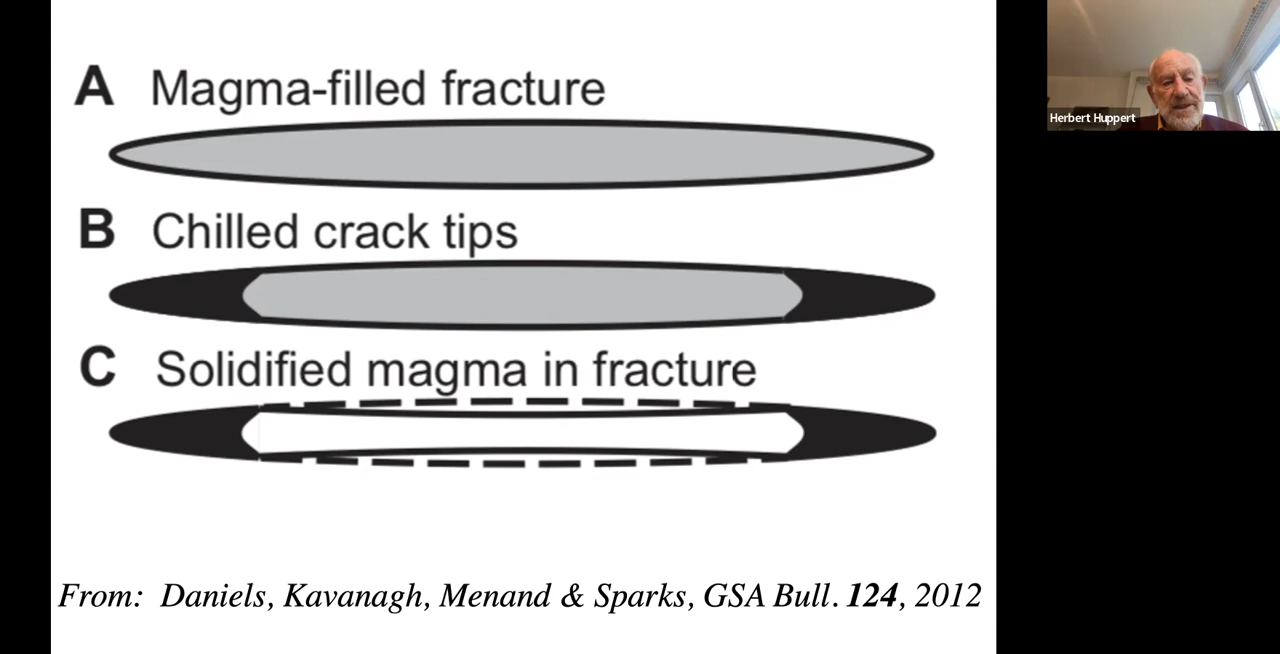 A Magma-filled fracture
Herbert Huppert
B Chilled crack tips
C Solidified magma in fracture
From: Daniels, Kavanagh, Menand & Sparks, GSA Bull. 124, 2012